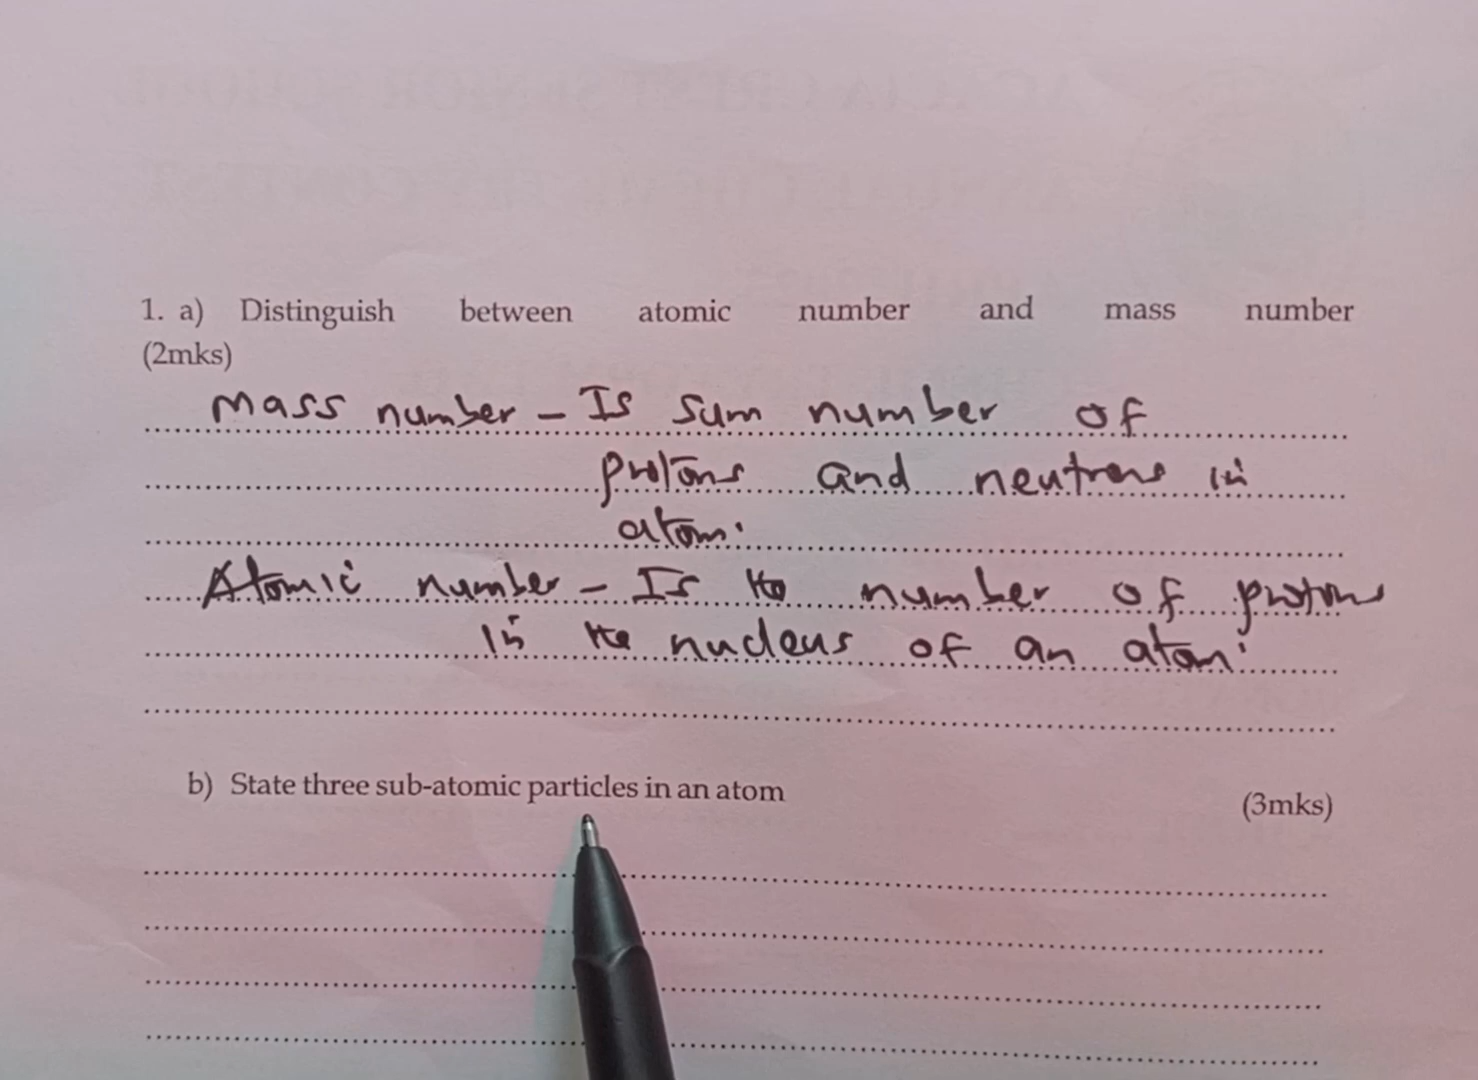 1. a) Distinguish between atomic number and mass number
(2mks)
Mass number - Is sum number of
protons and neutrons in
atom.
Atomic number - Is the number of protons
in the nucleus of an atom.
b) State three sub-atomic particles in an atom (3mks)